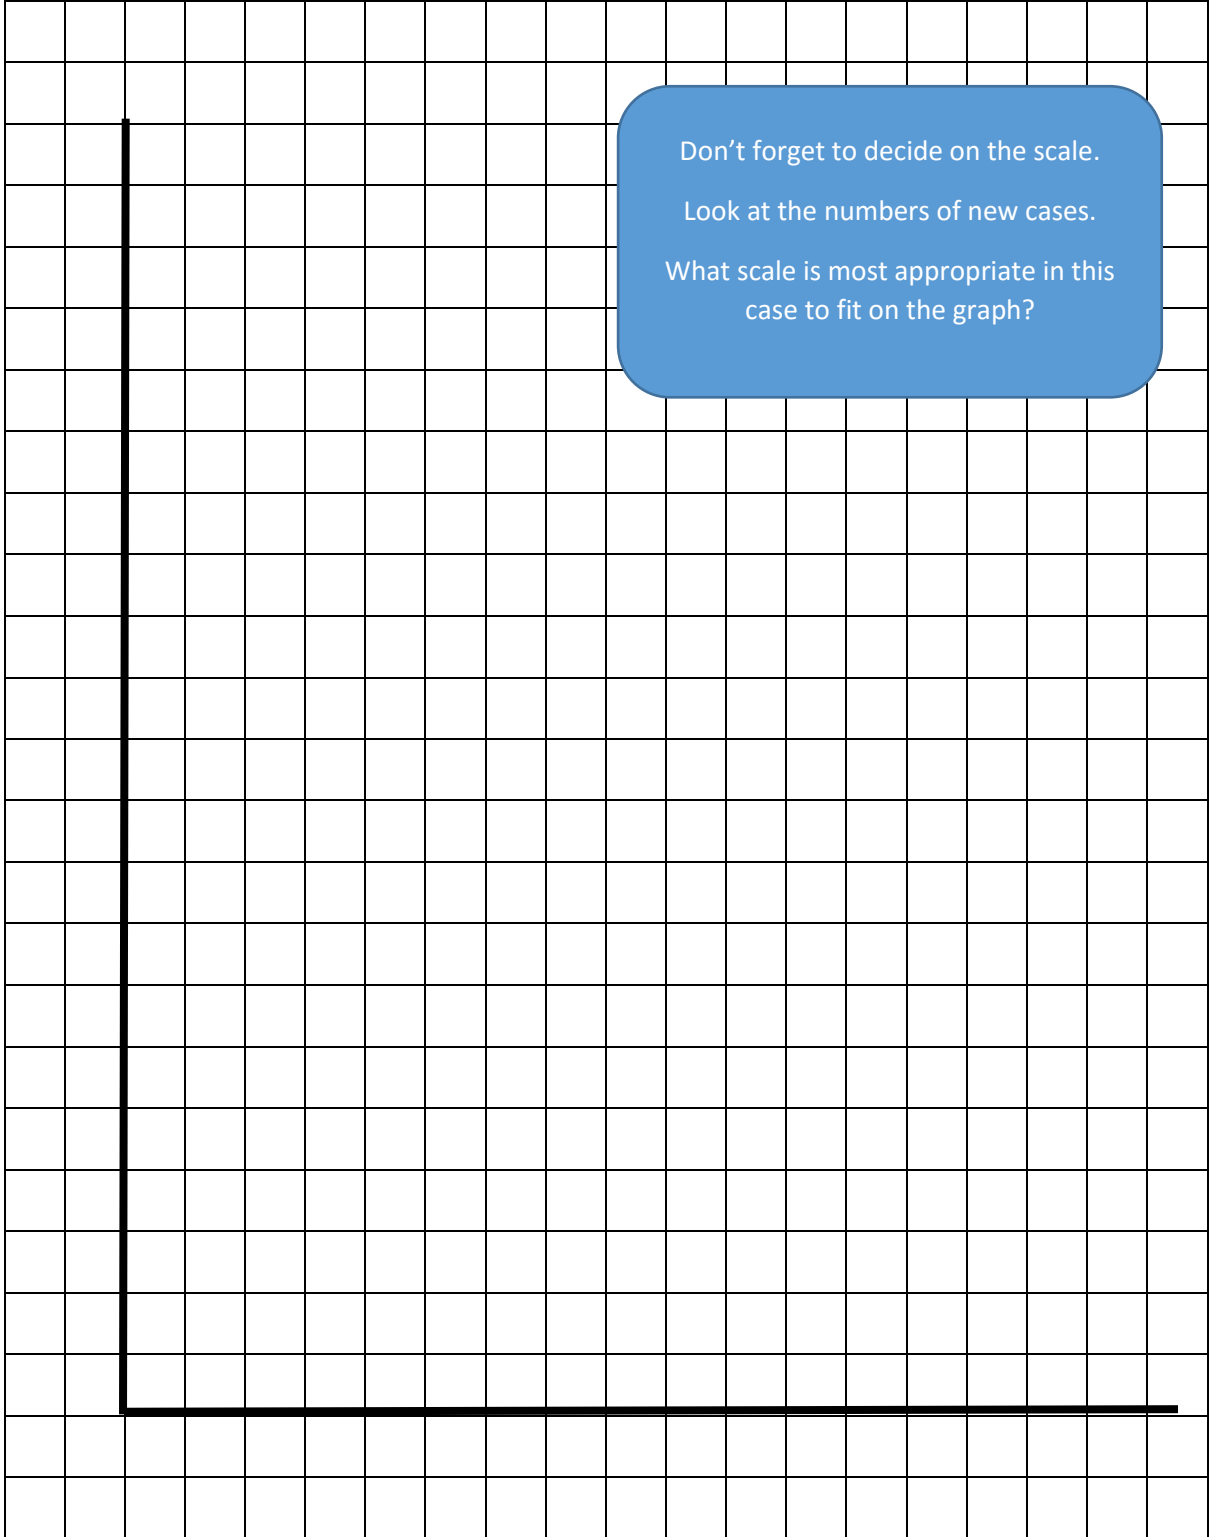 Don’t forget to decide on the scale.
Look at the numbers of new cases.
What scale is most appropriate in this
case to fit on the graph?